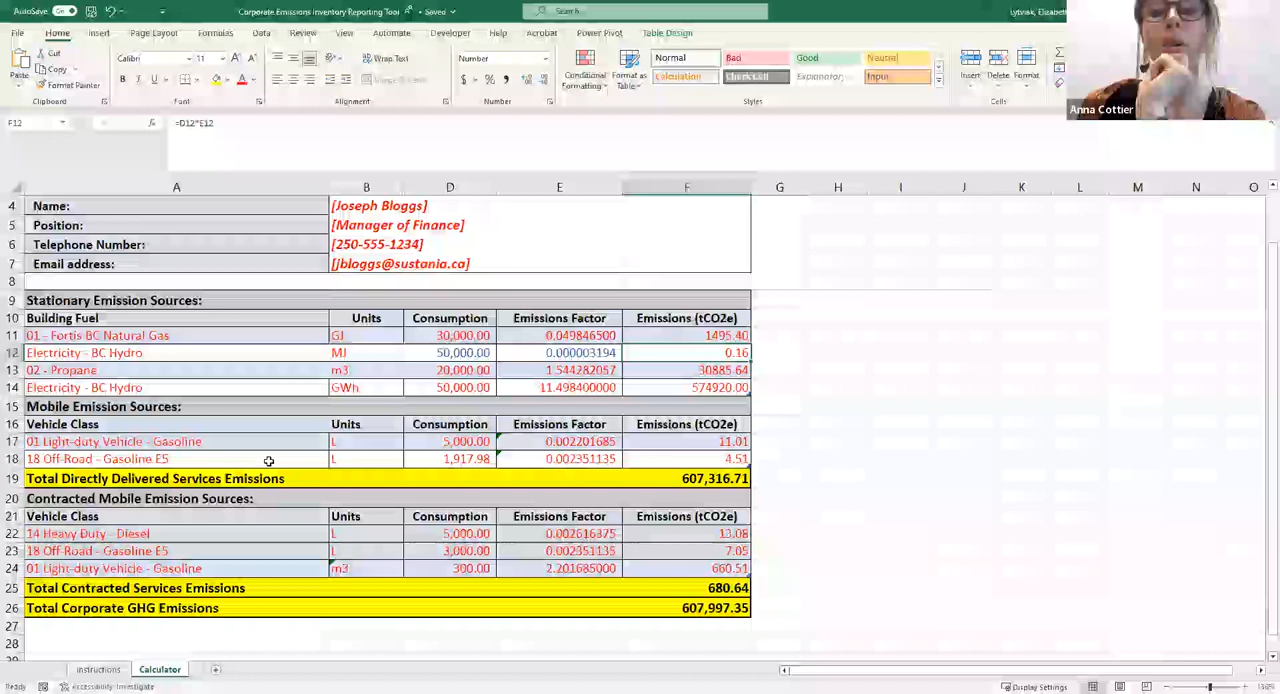 AutoSave On Corporate Emissions Inventory Reporting Tool • Saved Search Lytviak, Elizabeth
File Home Insert Page Layout Formulas Data Review View Automate Developer Help Acrobat Power Pivot Table Design
Paste Cut Copy Format Painter
Calibri 11 A A
B I U
Wrap Text
Merge & Center
Number
$ % 9
Conditional Formatting Format as Table
Normal Bad Good Neutral
Calculation Check Cell Explanatory ... Input
Insert Delete Format
Clipboard Font Alignment Number Styles Cells
Anna Cottier
F12 fx =D12*E12
A B D E F G H I J K L M N O
4 Name: [Joseph Bloggs]
5 Position: [Manager of Finance]
6 Telephone Number: [250-555-1234]
7 Email address: [jbloggs@sustania.ca]
8
9 Stationary Emission Sources:
10 Building Fuel Units Consumption Emissions Factor Emissions (tCO2e)
11 01 - Fortis BC Natural Gas GJ 30,000.00 0.049846500 1495.40
12 Electricity - BC Hydro MJ 50,000.00 0.000003194 0.16
13 02 - Propane m3 20,000.00 1.544282057 30885.64
14 Electricity - BC Hydro GWh 50,000.00 11.498400000 574920.00
15 Mobile Emission Sources:
16 Vehicle Class Units Consumption Emissions Factor Emissions (tCO2e)
17 01 Light-duty Vehicle - Gasoline L 5,000.00 0.002201685 11.01
18 18 Off-Road - Gasoline E5 L 1,917.98 0.002351135 4.51
19 Total Directly Delivered Services Emissions 607,316.71
20 Contracted Mobile Emission Sources:
21 Vehicle Class Units Consumption Emissions Factor Emissions (tCO2e)
22 14 Heavy Duty - Diesel L 5,000.00 0.002616375 13.08
23 18 Off-Road - Gasoline E5 L 3,000.00 0.002351135 7.05
24 01 Light-duty Vehicle - Gasoline m3 300.00 2.201685000 660.51
25 Total Contracted Services Emissions 680.64
26 Total Corporate GHG Emissions 607,997.35
27
28
Instructions Calculator
Ready Accessibility: Investigate Display Settings